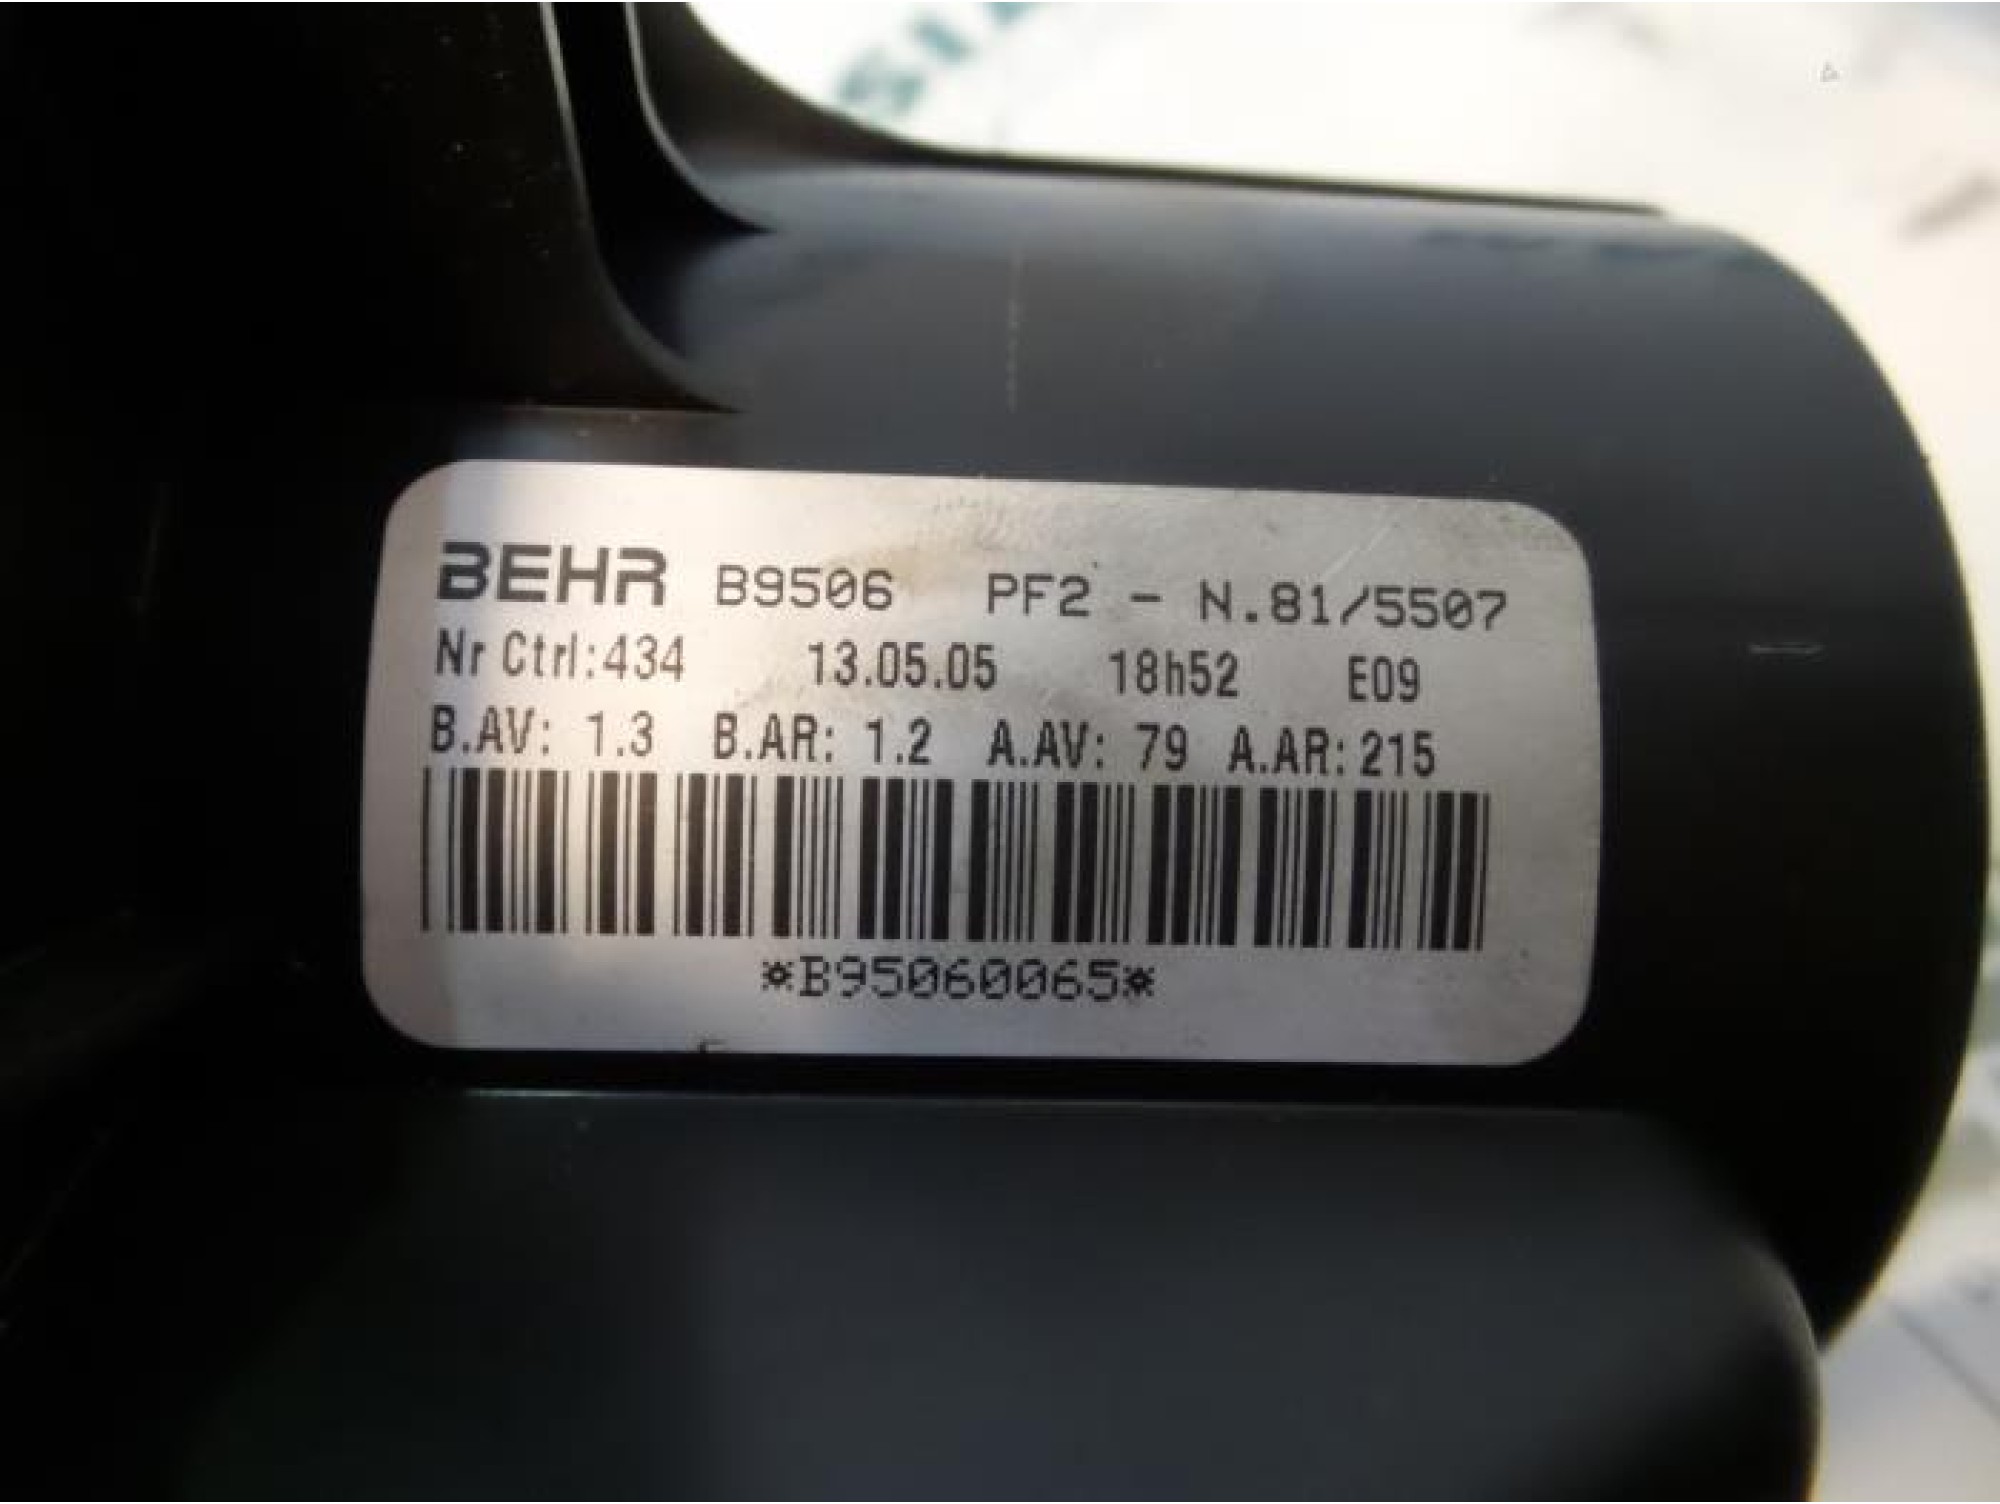 BEHR B9506 PF2 - N.81/5507
Nr Ctrl:434 13.05.05 18h52 E09
B.AV: 1.3 B.AR: 1.2 A.AV: 79 A.AR: 215
*B95060065*